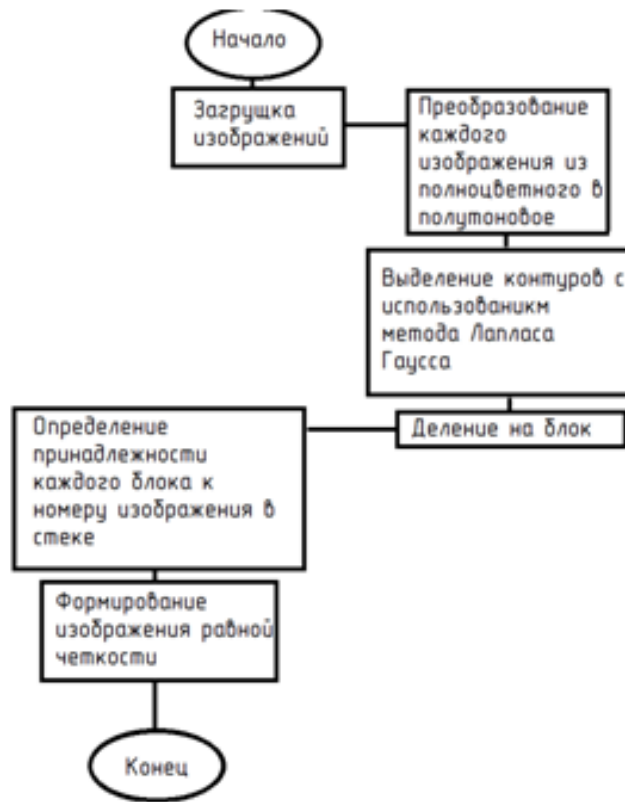 Начало
Загрущка
изображений
Преобразование
каждого
изображения из
полноцветного в
полутоновое
Выделение контуров с
использованикм
метода Лапласа
Гаусса
Деление на блок
Определение
принадлежности
каждого блока к
номеру изображения в
стеке
Формирование
изображения равной
четкости
Конец